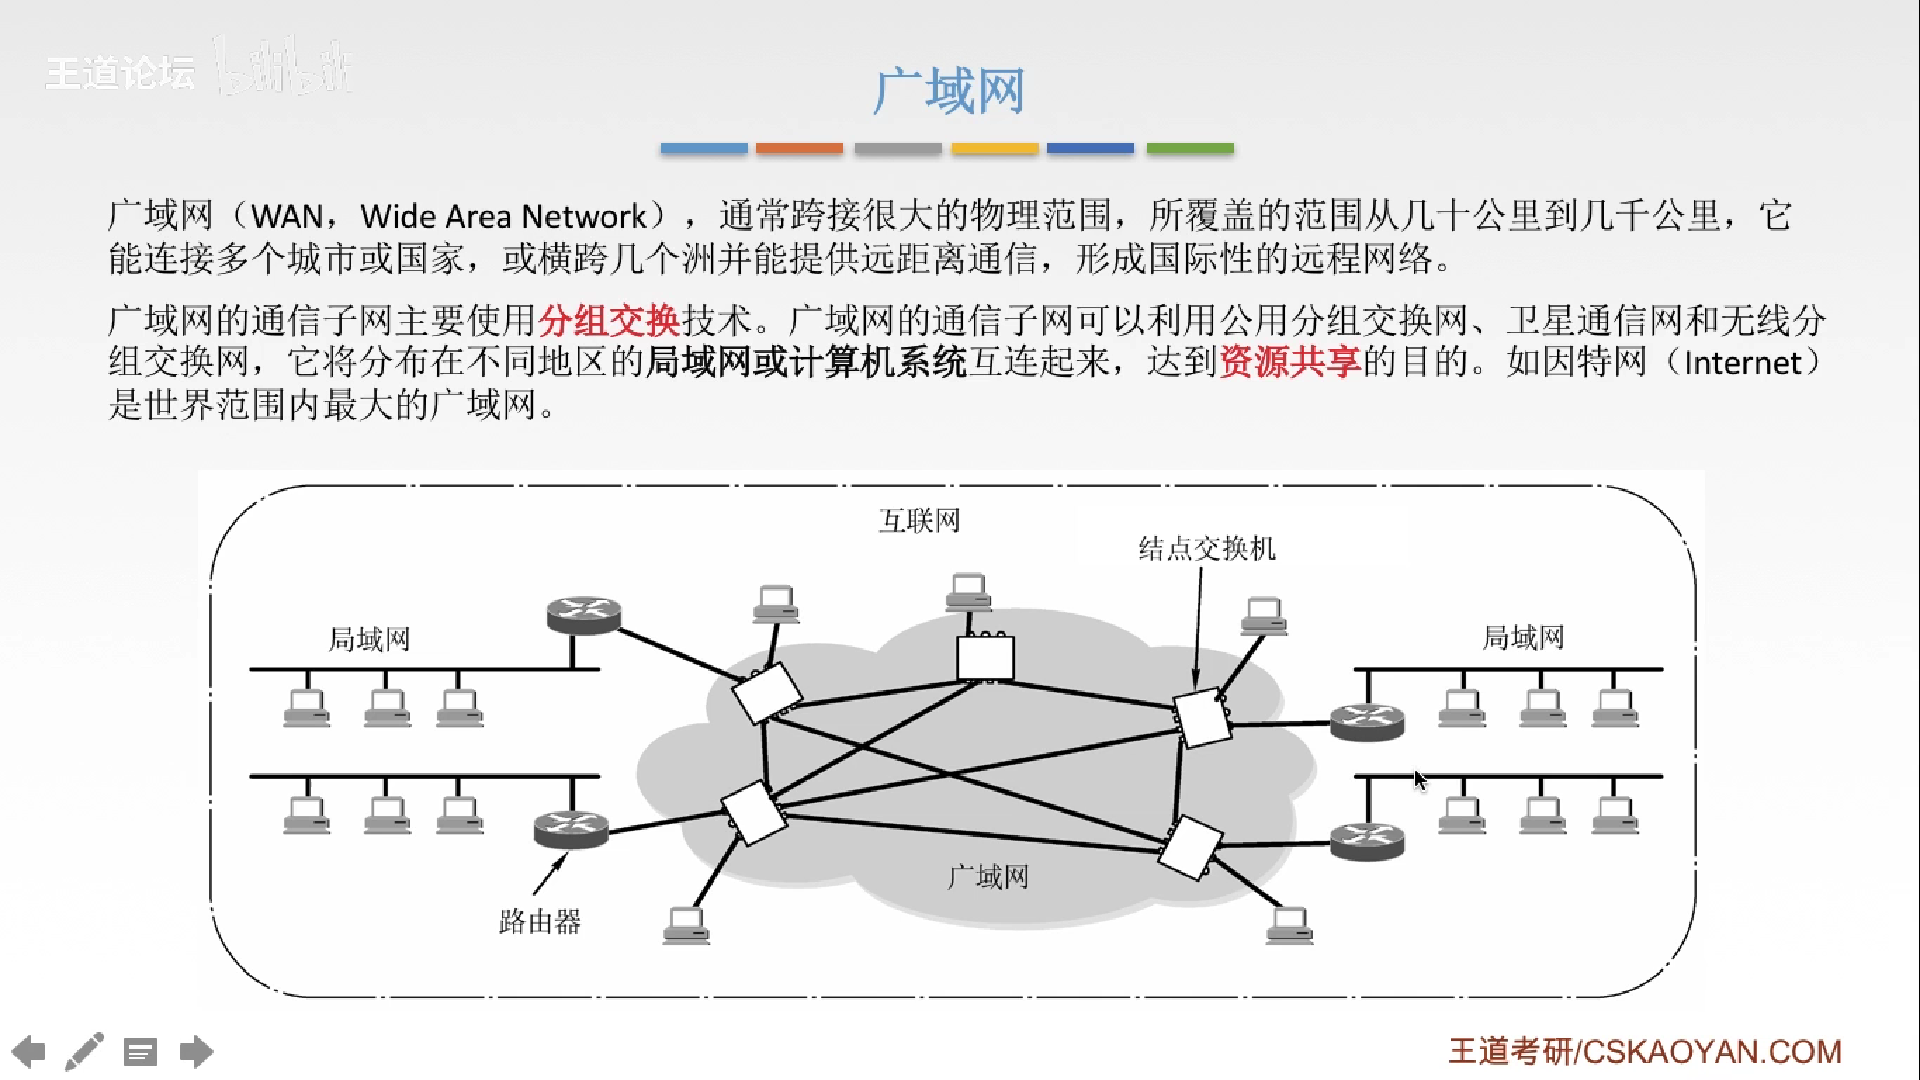 王道论坛 bilibili
广域网
广域网（WAN，Wide Area Network），通常跨接很大的物理范围，所覆盖的范围从几十公里到几千公里，它
能连接多个城市或国家，或横跨几个洲并能提供远距离通信，形成国际性的远程网络。
广域网的通信子网主要使用分组交换技术。广域网的通信子网可以利用公用分组交换网、卫星通信网和无线分
组交换网，它将分布在不同地区的局域网或计算机系统互连起来，达到资源共享的目的。如因特网（Internet）
是世界范围内最大的广域网。
互联网
结点交换机
局域网
局域网
广域网
路由器
王道考研/CSKAOYAN.COM